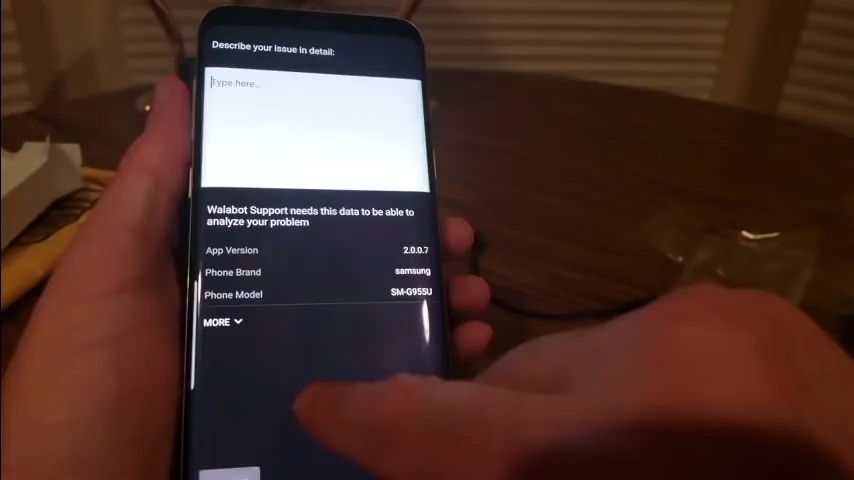 Describe your issue in detail:
Type here...
Walabot Support needs this data to be able to
analyze your problem
App Version 2.0.0.7
Phone Brand samsung
Phone Model SM-G955U
MORE